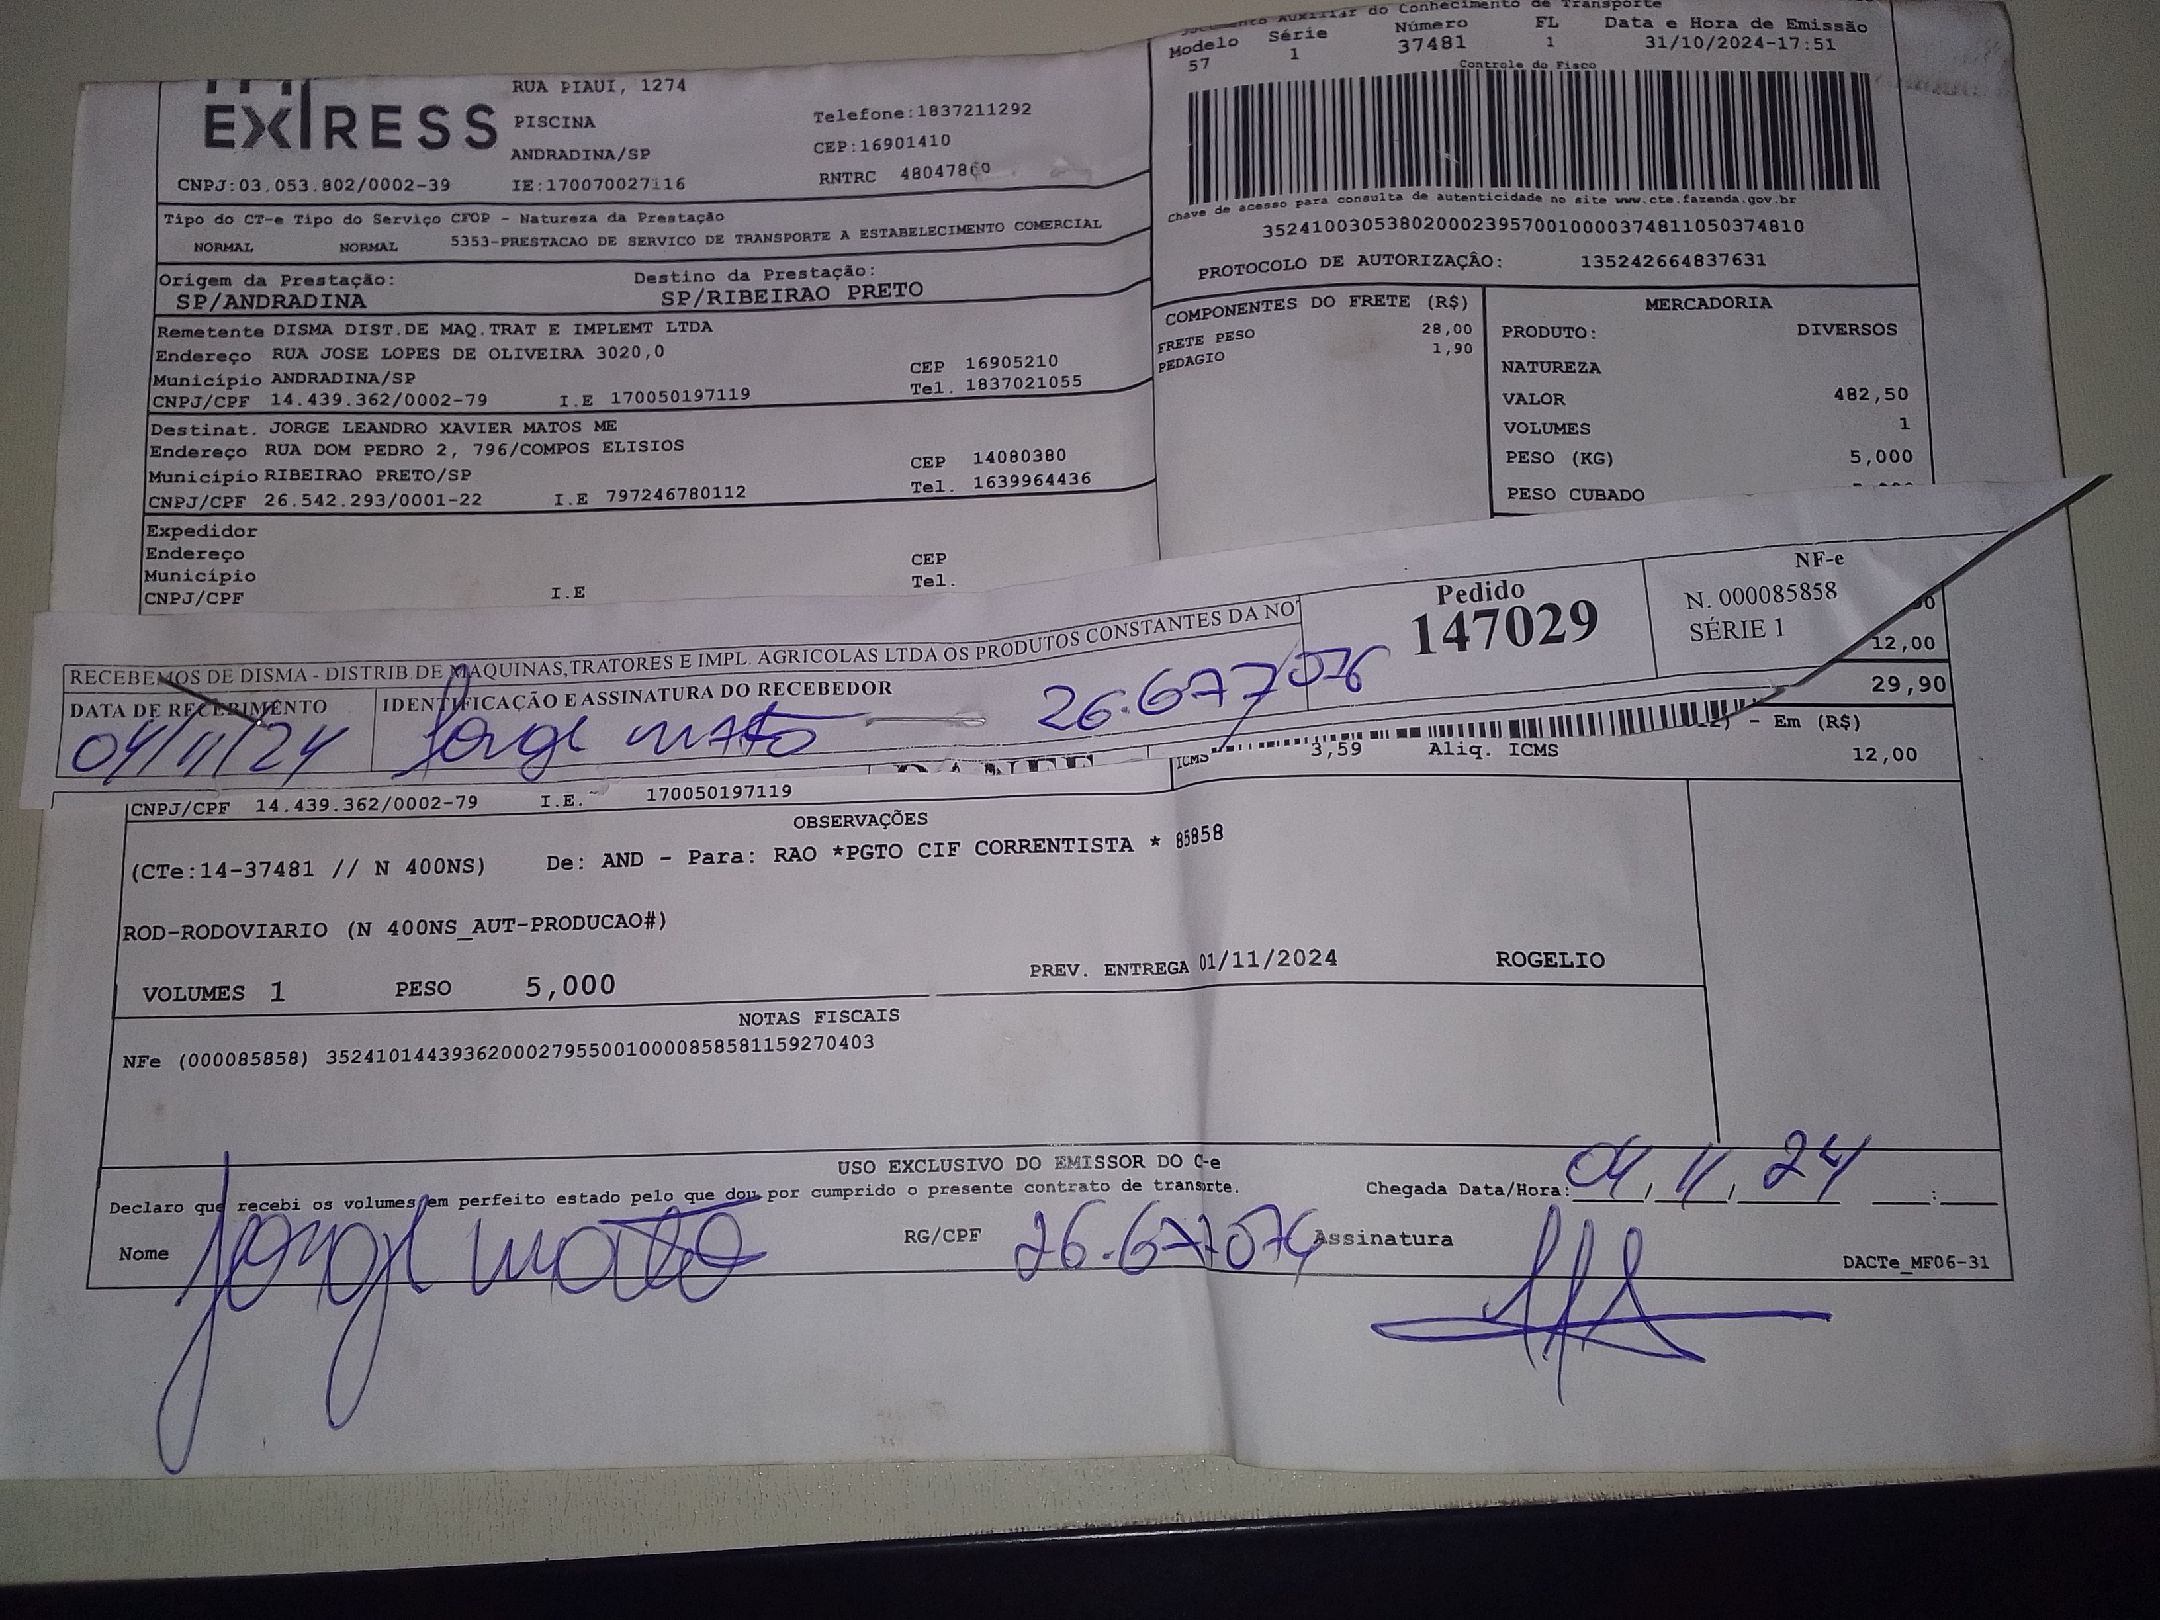 Documento Auxiliar do Conhecimento de Transporte
Modelo Série Número FL Data e Hora de Emissão
57 1 37481 1 31/10/2024-17:51
Controle do Fisco
EXPRESS
RUA PIAUI, 1274
PISCINA Telefone:1837211292
ANDRADINA/SP CEP:16901410
CNPJ:03.053.802/0002-39 IE:170070027116 RNTRC 48047860
Chave de acesso para consulta de autenticidade no site www.cte.fazenda.gov.br
35241003053802000239570010000374811050374810
PROTOCOLO DE AUTORIZAÇÂO: 135242664837631
Tipo do CT-e Tipo do Serviço CFOP - Natureza da Prestação
NORMAL NORMAL 5353-PRESTACAO DE SERVICO DE TRANSPORTE A ESTABELECIMENTO COMERCIAL
Origem da Prestação: Destino da Prestação:
SP/ANDRADINA SP/RIBEIRAO PRETO
Remetente DISMA DIST.DE MAQ.TRAT E IMPLEMT LTDA
Endereço RUA JOSE LOPES DE OLIVEIRA 3020,0
Município ANDRADINA/SP CEP 16905210
CNPJ/CPF 14.439.362/0002-79 I.E 170050197119 Tel. 1837021055
Destinat. JORGE LEANDRO XAVIER MATOS ME
Endereço RUA DOM PEDRO 2, 796/COMPOS ELISIOS
Município RIBEIRAO PRETO/SP CEP 14080380
CNPJ/CPF 26.542.293/0001-22 I.E 797246780112 Tel. 1639964436
Expedidor
Endereço
Município CEP
CNPJ/CPF I.E Tel.
COMPONENTES DO FRETE (R$)
FRETE PESO 28,00
PEDAGIO 1,90
MERCADORIA
PRODUTO: DIVERSOS
NATUREZA
VALOR 482,50
VOLUMES 1
PESO (KG) 5,000
PESO CUBADO
RECEBEMOS DE DISMA - DISTRIB.DE MAQUINAS,TRATORES E IMPL. AGRICOLAS LTDA OS PRODUTOS CONSTANTES DA NO
DATA DE RECEBIMENTO IDENTIFICAÇÃO E ASSINATURA DO RECEBEDOR
04/11/24 Jorge mato 26.677076
Pedido
147029
NF-e
N. 000085858
SÉRIE 1
12,00
29,90
- Em (R$)
ICMS 3,59 Aliq. ICMS 12,00
CNPJ/CPF 14.439.362/0002-79 I.E. 170050197119
OBSERVAÇÕES
(CTe:14-37481 // N 400NS) De: AND - Para: RAO *PGTO CIF CORRENTISTA * 85858
ROD-RODOVIARIO (N 400NS_AUT-PRODUCAO#)
VOLUMES 1 PESO 5,000 PREV. ENTREGA 01/11/2024 ROGELIO
NOTAS FISCAIS
NFe (000085858) 35241014439362000279550010000858581159270403
USO EXCLUSIVO DO EMISSOR DO C-e
Declaro que recebi os volumes em perfeito estado pelo que dou por cumprido o presente contrato de transorte.
Chegada Data/Hora: 04/11/24 :
Nome Jorge mato RG/CPF 26.677.076 Assinatura
DACTe_MF06-31